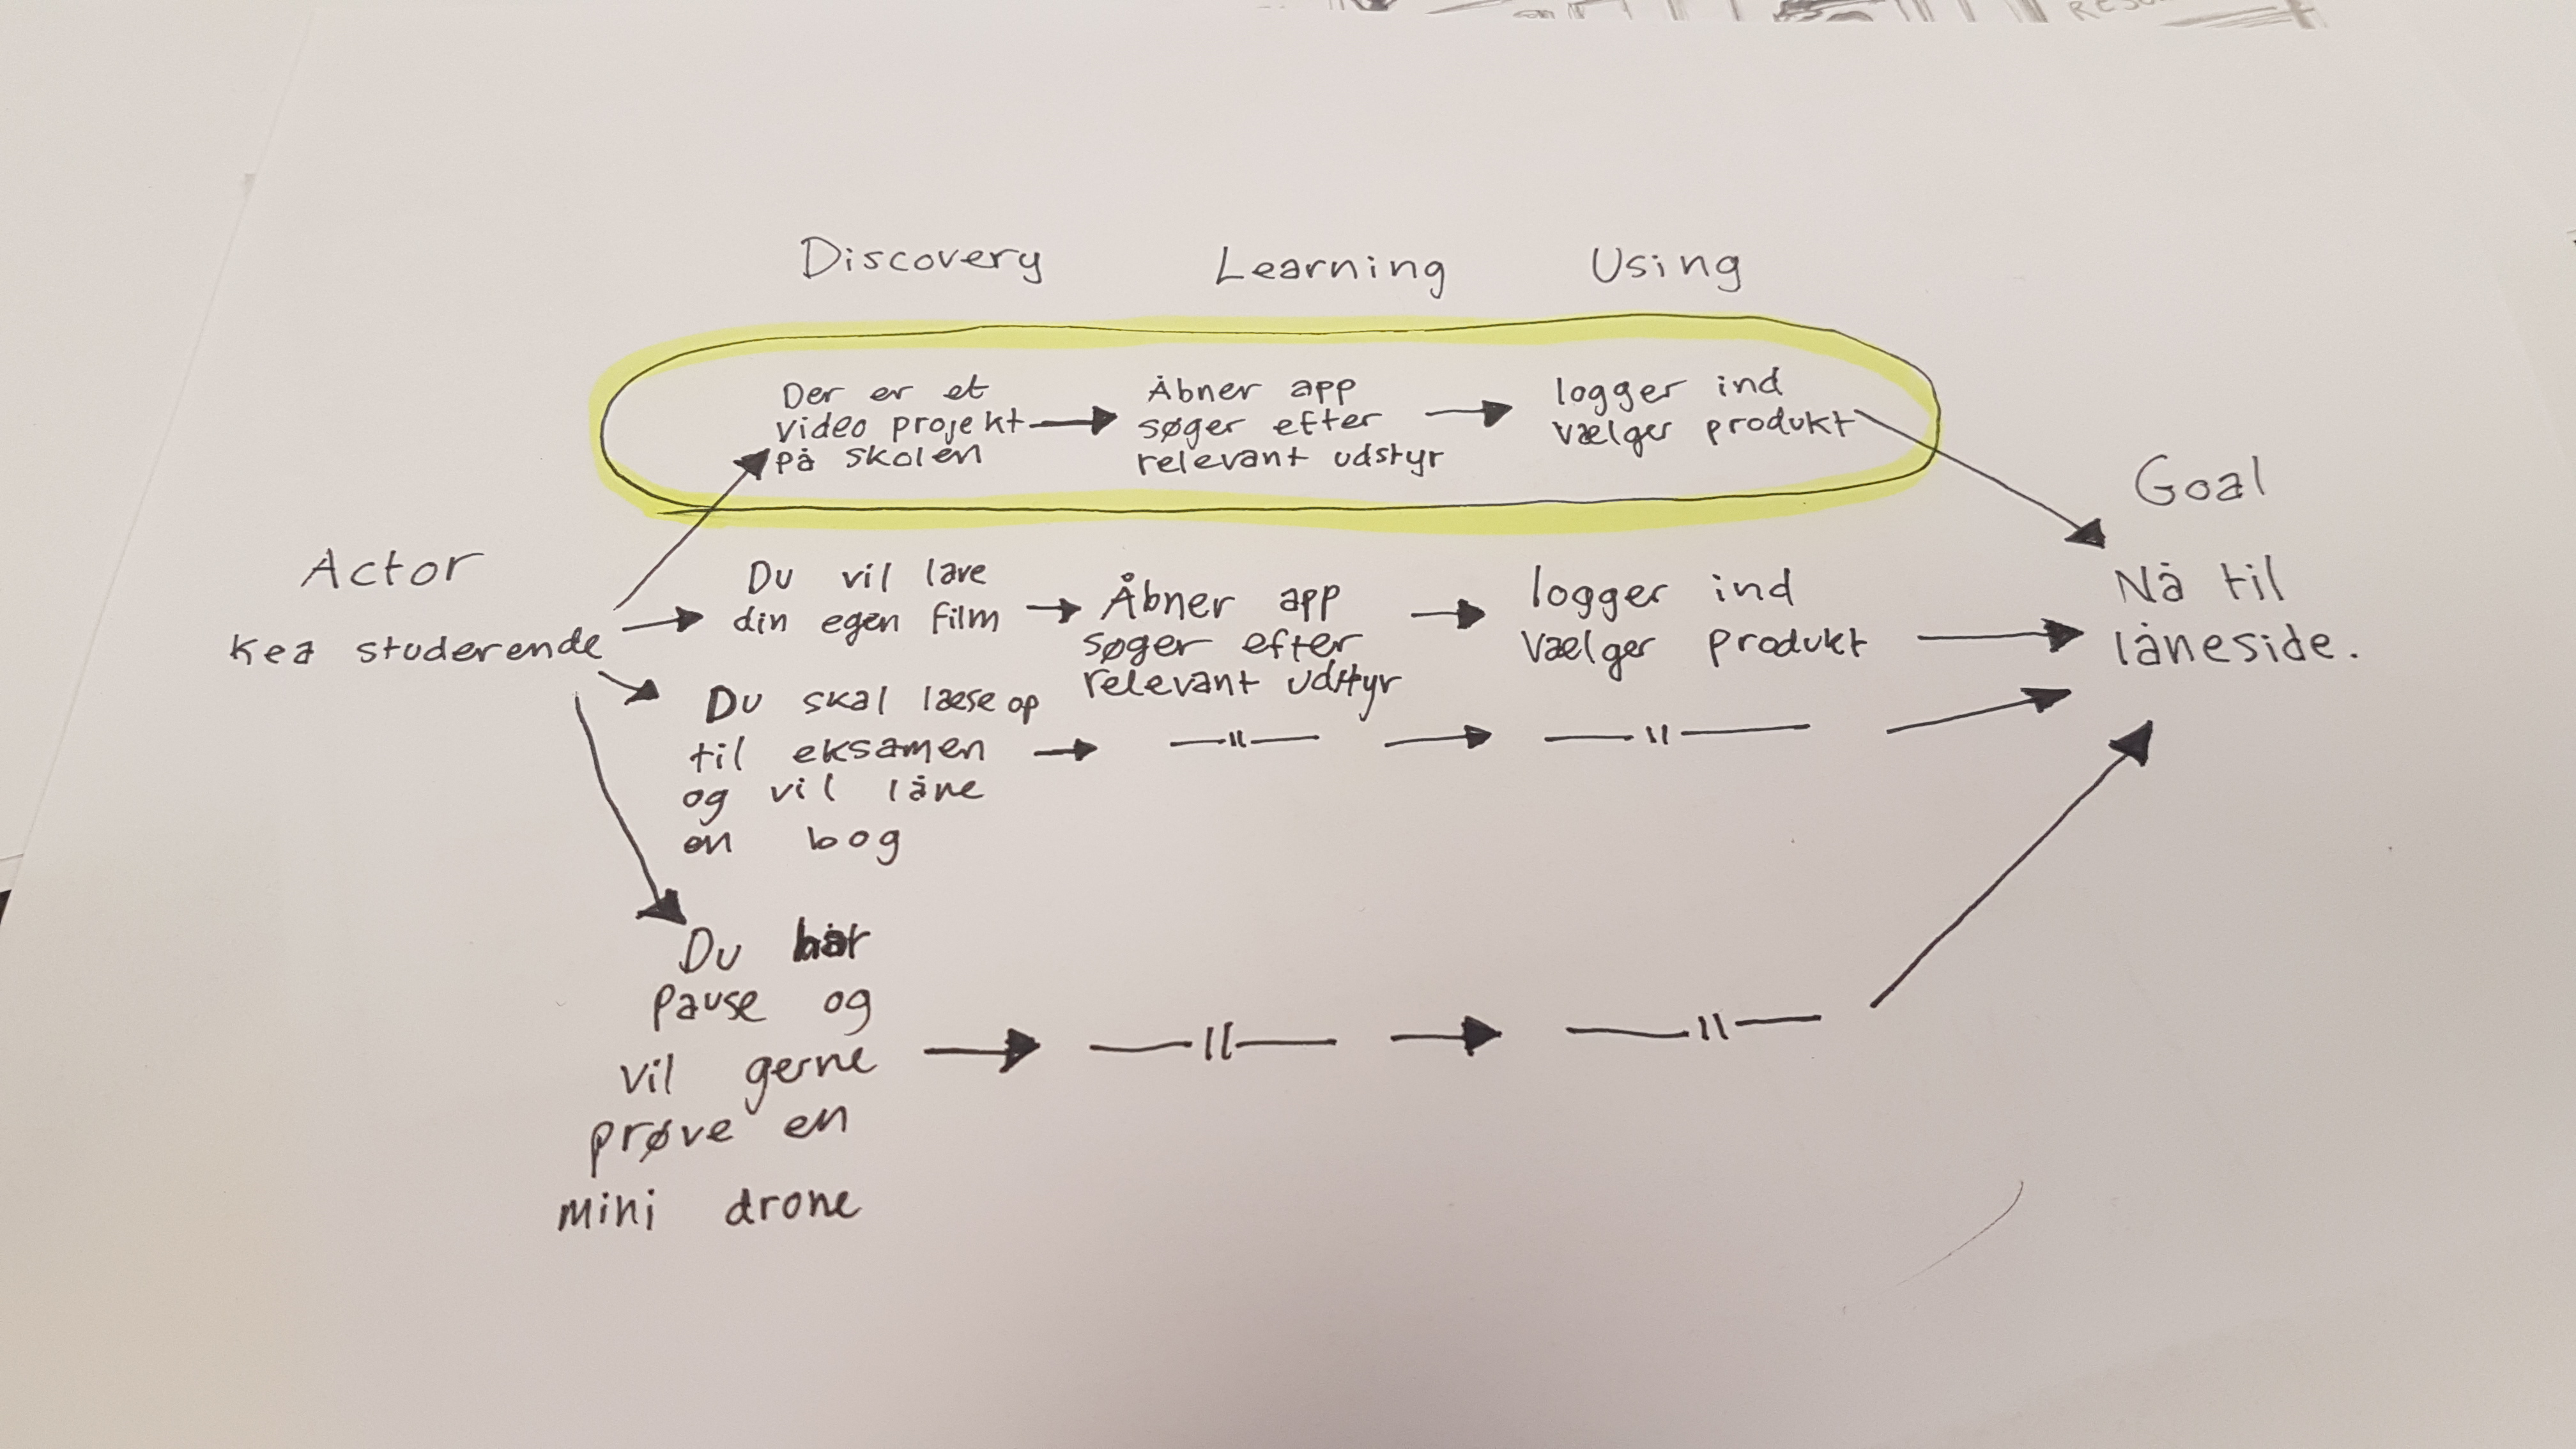 Discovery Learning Using
Der er et
video projekt
på skolen
Åbner app
søger efter
relevant udstyr
logger ind
vælger produkt
Actor
Kea studerende
Du vil lave
din egen film
Åbner app
søger efter
relevant udstyr
logger ind
vælger produkt
Du skal læse op
til eksamen
og vil låne
en bog
—"—
—"—
Du har
pause og
vil gerne
prøve en
mini drone
—"—
—"—
Goal
Nå til
låneside.